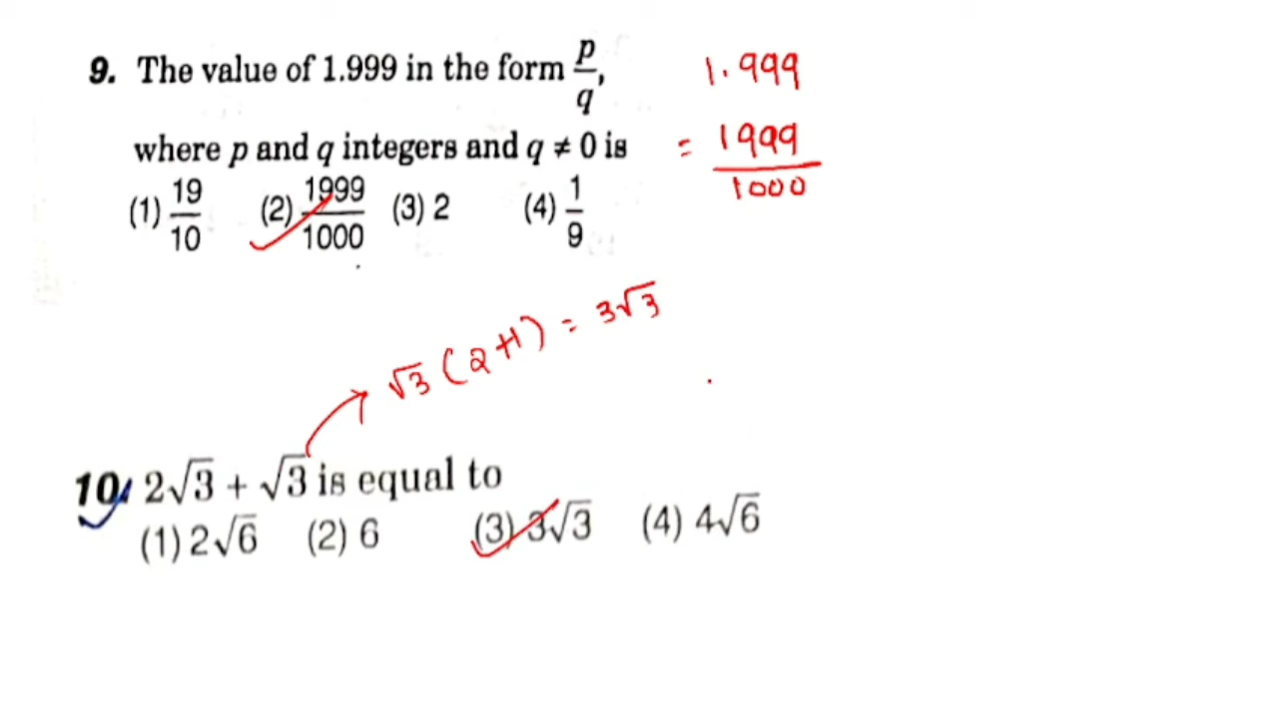 9. The value of 1.999 in the form p/q,
where p and q integers and q ≠ 0 is
(1) 19/10 (2) 1999/1000 (3) 2 (4) 1/9
1.999
= 1999/1000
√3 (2+1) = 3√3
10. 2√3 + √3 is equal to
(1) 2√6 (2) 6 (3) 3√3 (4) 4√6